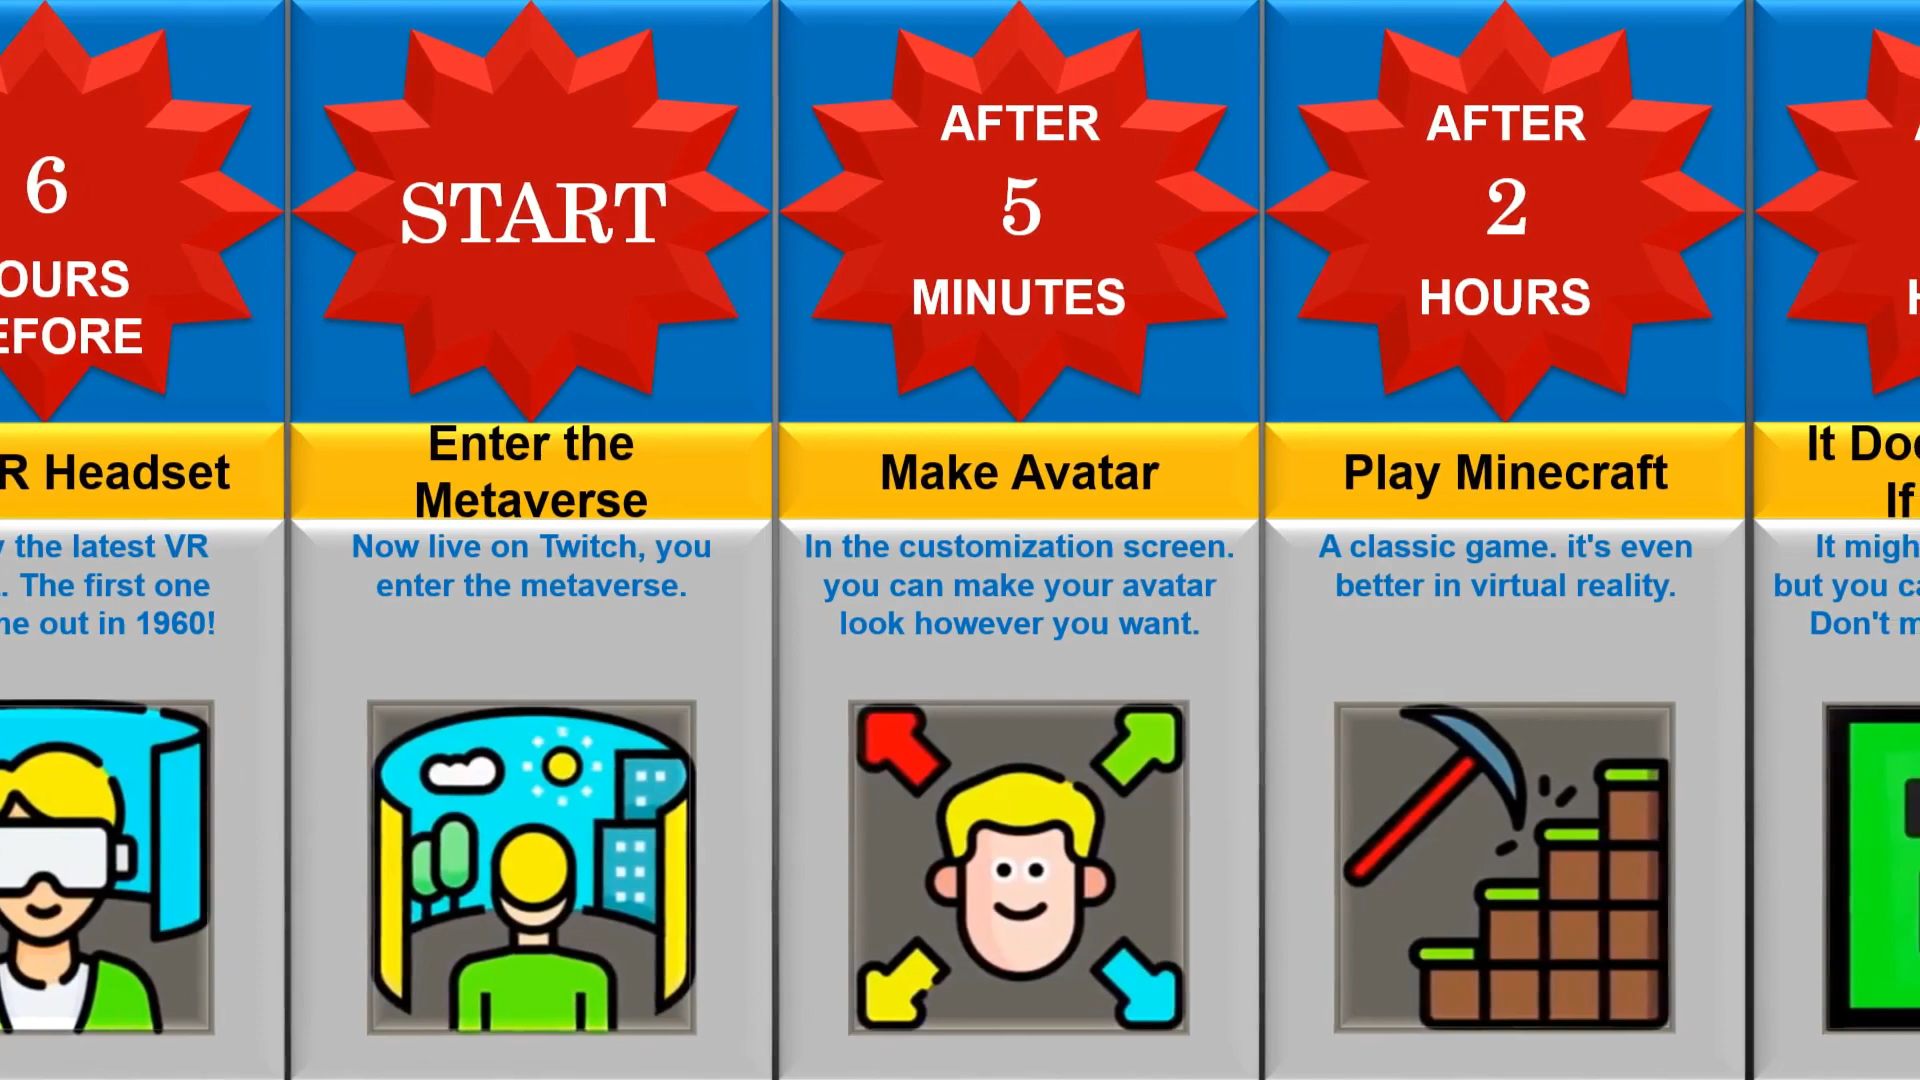 6
OURS
EFORE
R Headset
the latest VR
. The first one
out in 1960!
START
Enter the
Metaverse
Now live on Twitch, you
enter the metaverse.
AFTER
5
MINUTES
Make Avatar
In the customization screen.
you can make your avatar
look however you want.
AFTER
2
HOURS
Play Minecraft
A classic game. it's even
better in virtual reality.
H
It Do
If
It migh
but you ca
Don't m